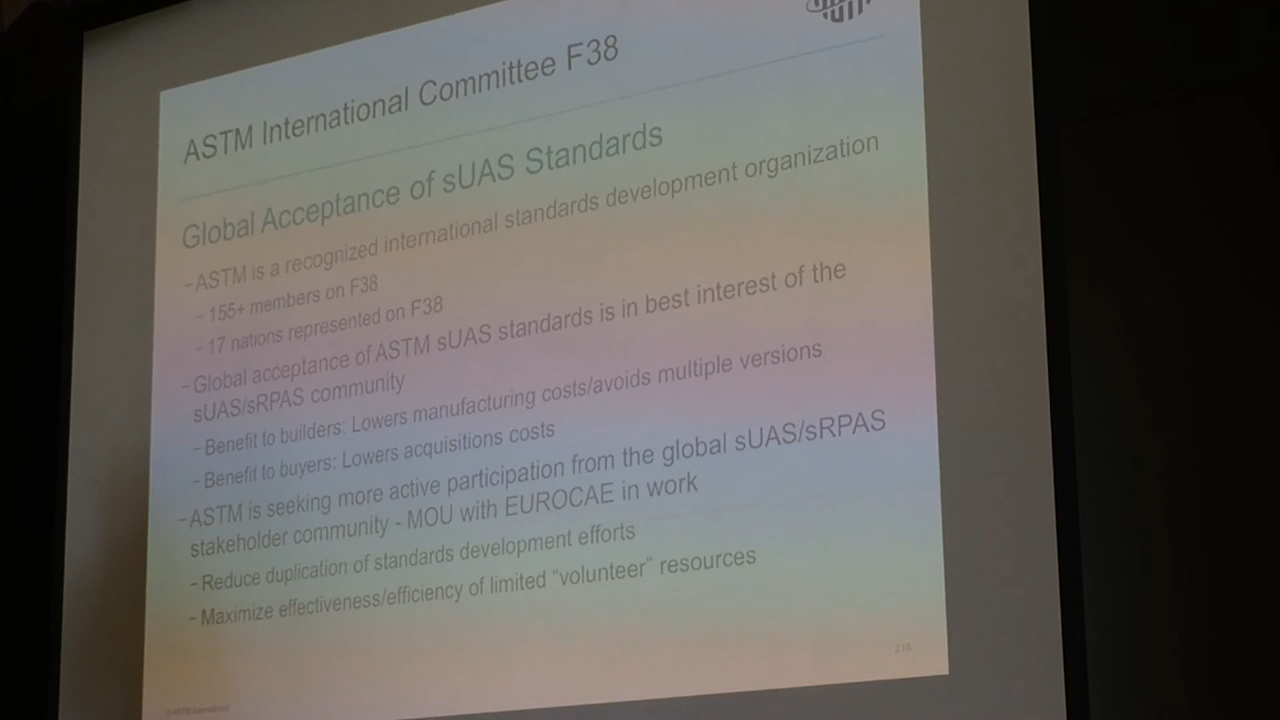 ASTM International Committee F38
Global Acceptance of sUAS Standards
–ASTM is a recognized international standards development organization
– 155+ members on F38
– 17 nations represented on F38
–Global acceptance of ASTM sUAS standards is in best interest of the
sUAS/sRPAS community
– Benefit to builders: Lowers manufacturing costs/avoids multiple versions
– Benefit to buyers: Lowers acquisitions costs
–ASTM is seeking more active participation from the global sUAS/sRPAS
stakeholder community - MOU with EUROCAE in work
– Reduce duplication of standards development efforts
– Maximize effectiveness/efficiency of limited “volunteer” resources
© ASTM International